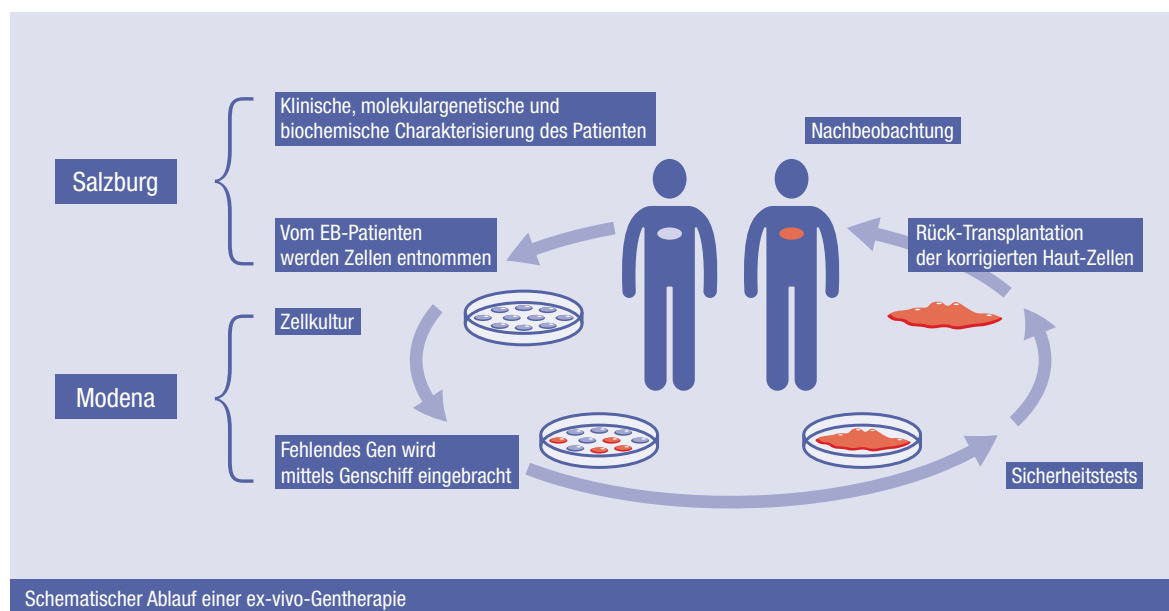 Salzburg
Klinische, molekulargenetische und
biochemische Charakterisierung des Patienten
Vom EB-Patienten
werden Zellen entnommen
Modena
Zellkultur
Fehlendes Gen wird
mittels Genschiff eingebracht
Sicherheitstests
Rück-Transplantation
der korrigierten Haut-Zellen
Nachbeobachtung
Schematischer Ablauf einer ex-vivo-Gentherapie